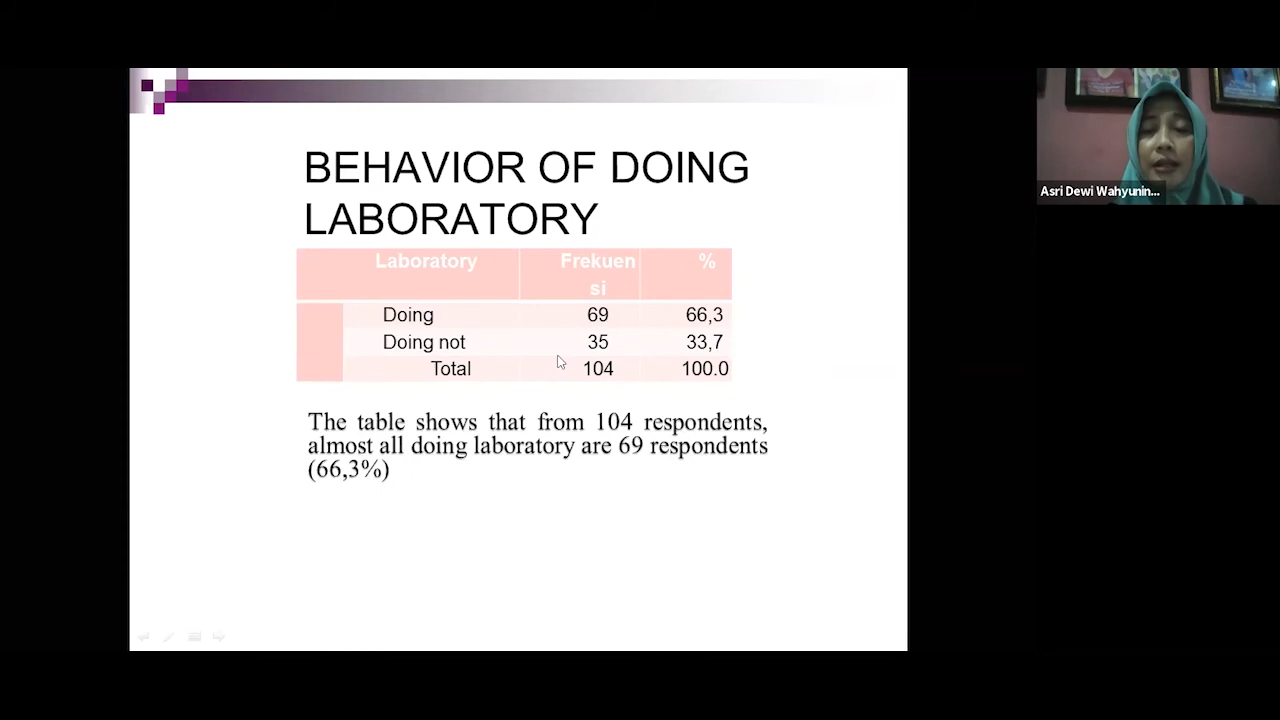 BEHAVIOR OF DOING
LABORATORY
Laboratory Frekuen %
si
Doing 69 66,3
Doing not 35 33,7
Total 104 100.0
The table shows that from 104 respondents,
almost all doing laboratory are 69 respondents
(66,3%)
Asri Dewi Wahyunin...